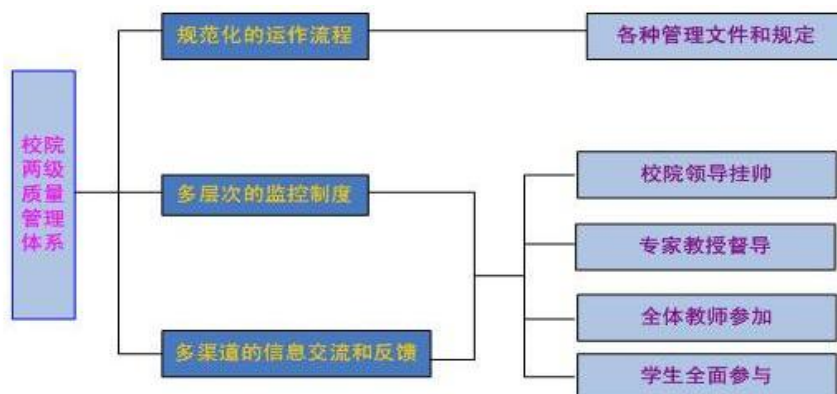 规范化的运作流程
各种管理文件和规定
校院
两级
质量
管理
体系
多层次的监控制度
校院领导挂帅
专家教授督导
全体教师参加
多渠道的信息交流和反馈
学生全面参与